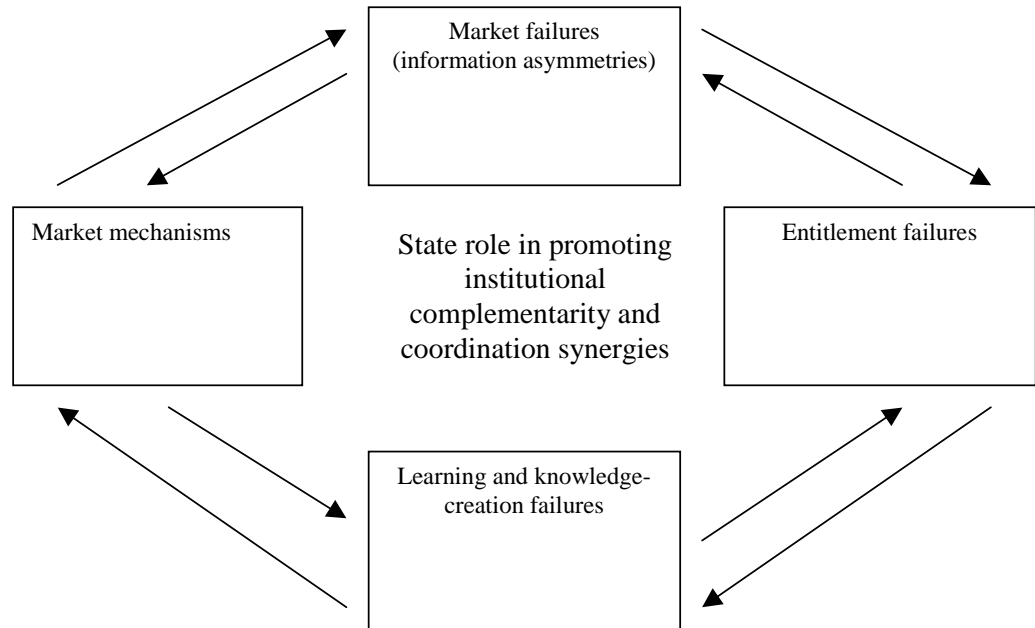 Market failures
(information asymmetries)
Market mechanisms
State role in promoting
institutional
complementarity and
coordination synergies
Entitlement failures
Learning and knowledge-
creation failures